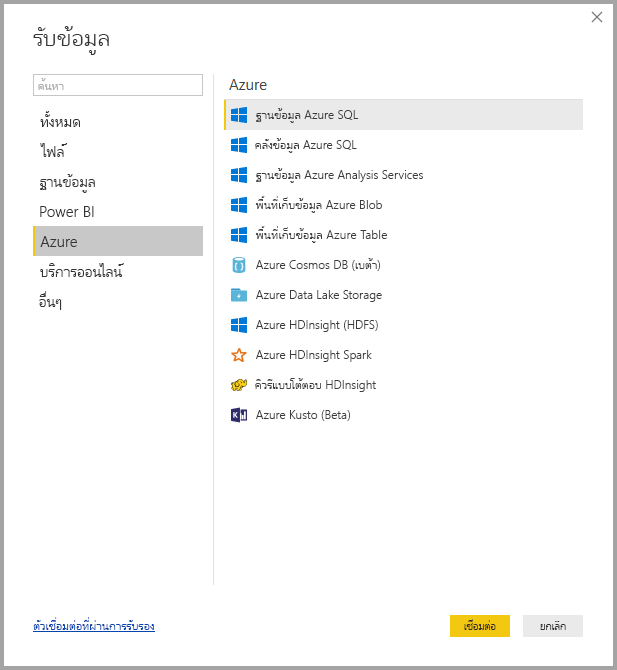 รับข้อมูล
ค้นหา
ทั้งหมด
ไฟล์
ฐานข้อมูล
Power BI
Azure
บริการออนไลน์
อื่นๆ
Azure
ฐานข้อมูล Azure SQL
คลังข้อมูล Azure SQL
ฐานข้อมูล Azure Analysis Services
พื้นที่เก็บข้อมูล Azure Blob
พื้นที่เก็บข้อมูล Azure Table
Azure Cosmos DB (เบต้า)
Azure Data Lake Storage
Azure HDInsight (HDFS)
Azure HDInsight Spark
คิวรีแบบโต้ตอบ HDInsight
Azure Kusto (Beta)
ตัวเชื่อมต่อที่ผ่านการรับรอง
เชื่อมต่อ
ยกเลิก